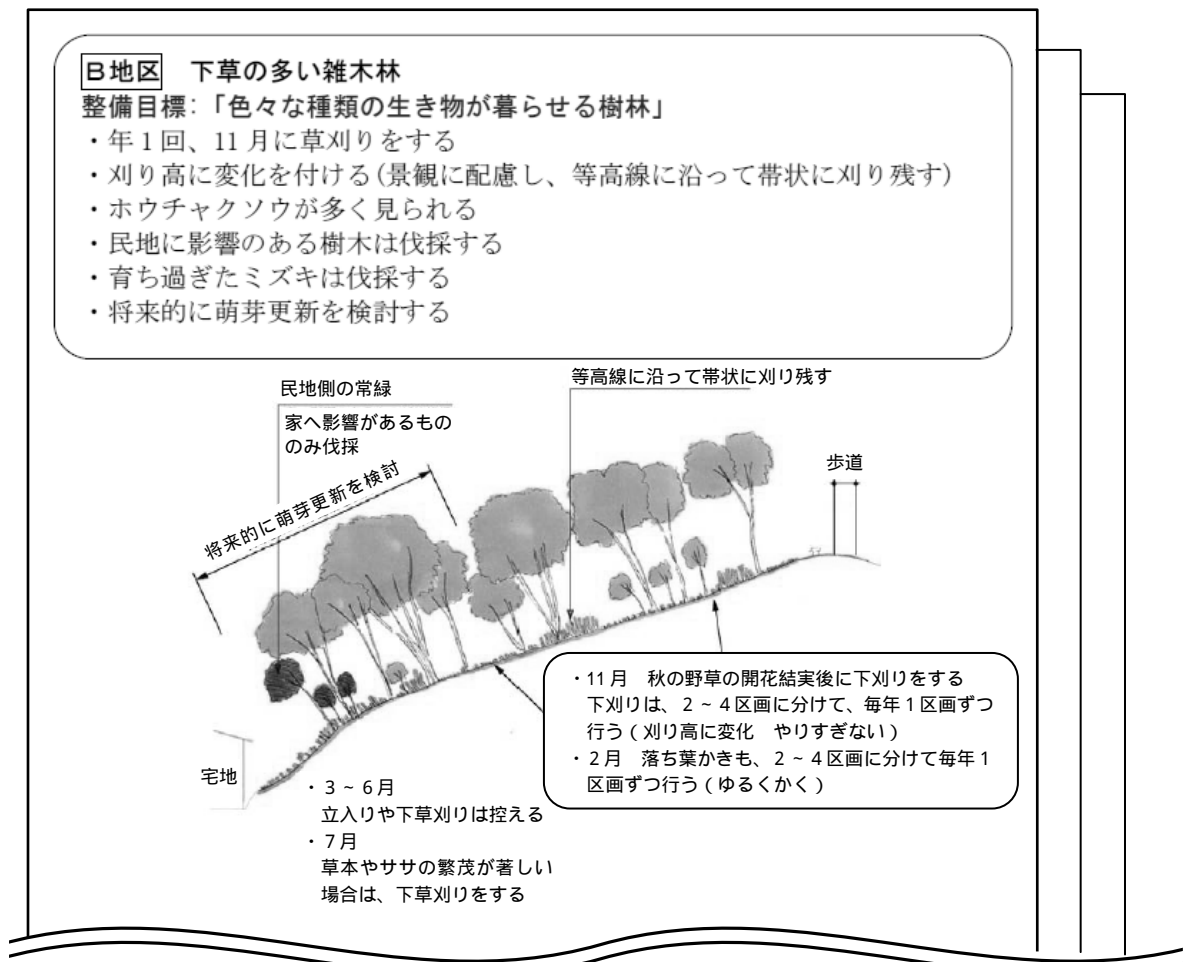 B地区 下草の多い雑木林
整備目標：「色々な種類の生き物が暮らせる樹林」
・年1回、11月に草刈りをする
・刈り高に変化を付ける(景観に配慮し、等高線に沿って帯状に刈り残す)
・ホウチャクソウが多く見られる
・民地に影響のある樹木は伐採する
・育ち過ぎたミズキは伐採する
・将来的に萌芽更新を検討する
民地側の常緑
家へ影響があるもの
のみ伐採
等高線に沿って帯状に刈り残す
将来的に萌芽更新を検討
歩道
・11月 秋の野草の開花結実後に下刈りをする
下刈りは、2～4区画に分けて、毎年1区画ずつ
行う（刈り高に変化 やりすぎない）
・2月 落ち葉かきも、2～4区画に分けて毎年1
区画ずつ行う（ゆるくかく）
宅地
・3～6月
立入りや下草刈りは控える
・7月
草本やササの繁茂が著しい
場合は、下草刈りをする